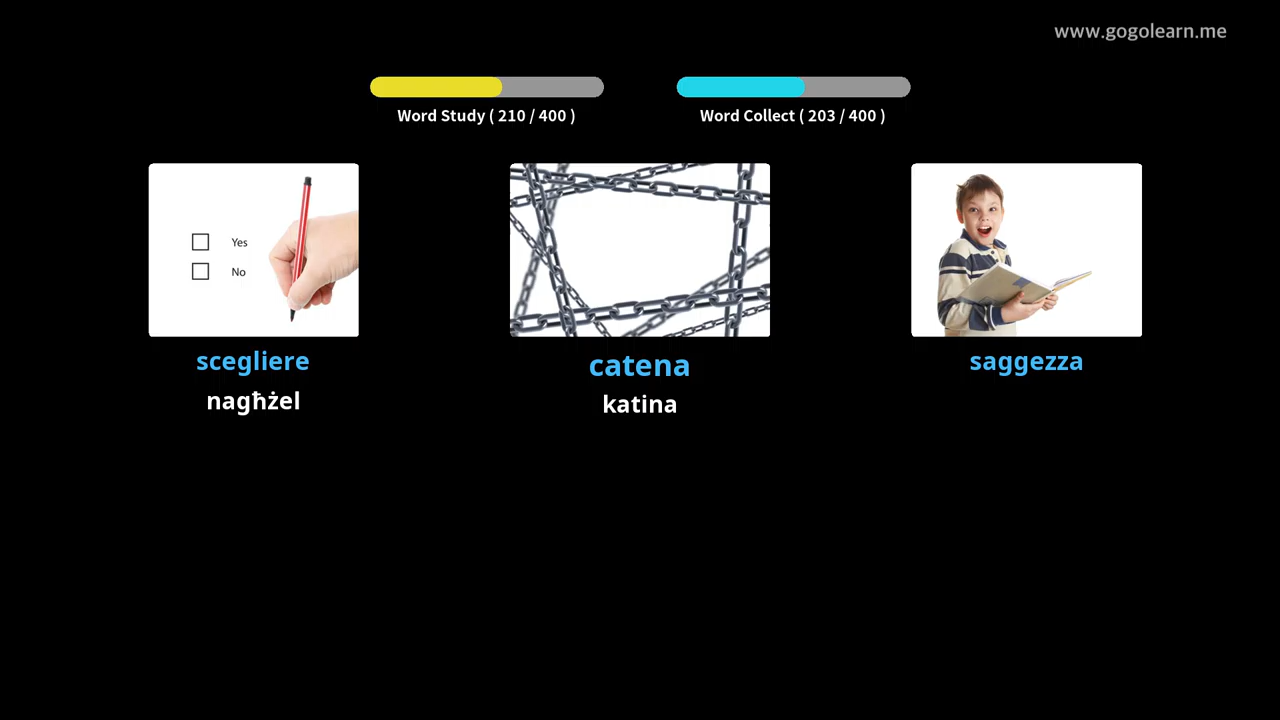 www.gogolearn.me
Word Study ( 210 / 400 )
Word Collect ( 203 / 400 )
Yes
No
scegliere
nagħżel
catena
katina
saggezza